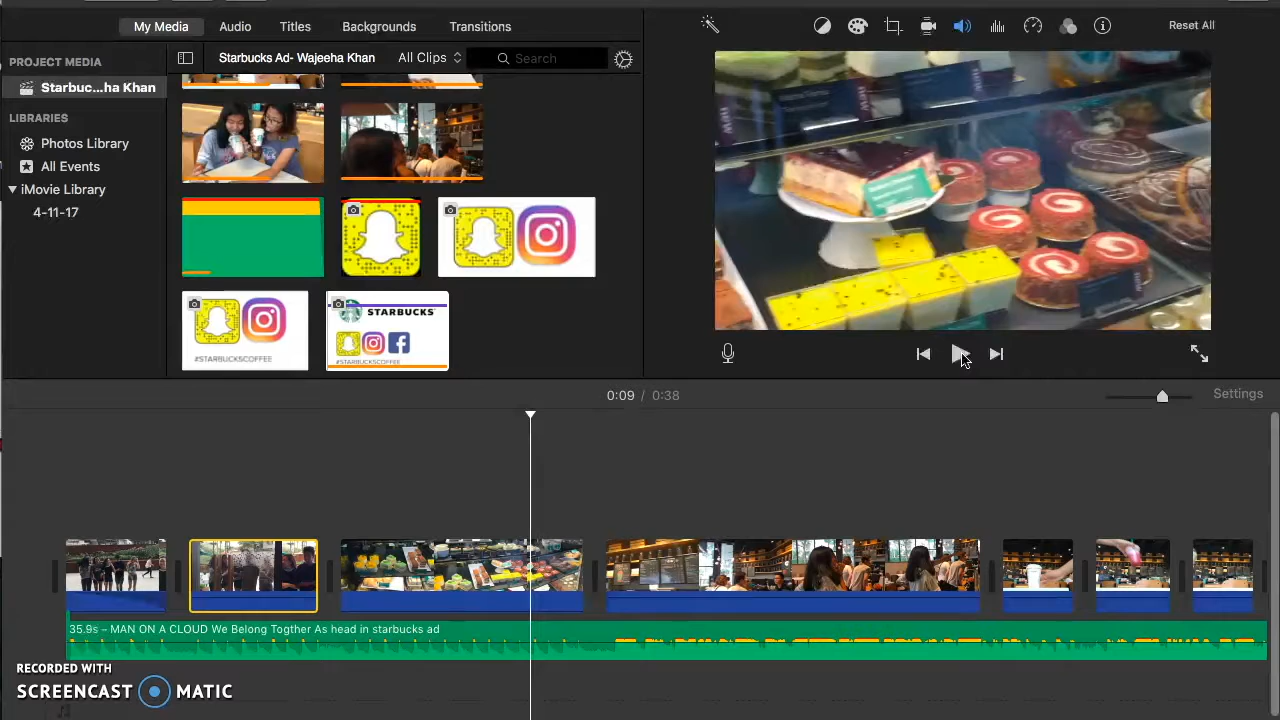 My Media Audio Titles Backgrounds Transitions
Reset All
PROJECT MEDIA
Starbuc...ha Khan
LIBRARIES
Photos Library
All Events
iMovie Library
4-11-17
Starbucks Ad- Wajeeha Khan All Clips Search
#STARBUCKSCOFFEE
STARBUCKS
#STARBUCKSCOFFEE
new
new
0:09 / 0:38
Settings
35.9s – MAN ON A CLOUD We Belong Togther As head in starbucks ad
RECORDED WITH
SCREENCAST MATIC